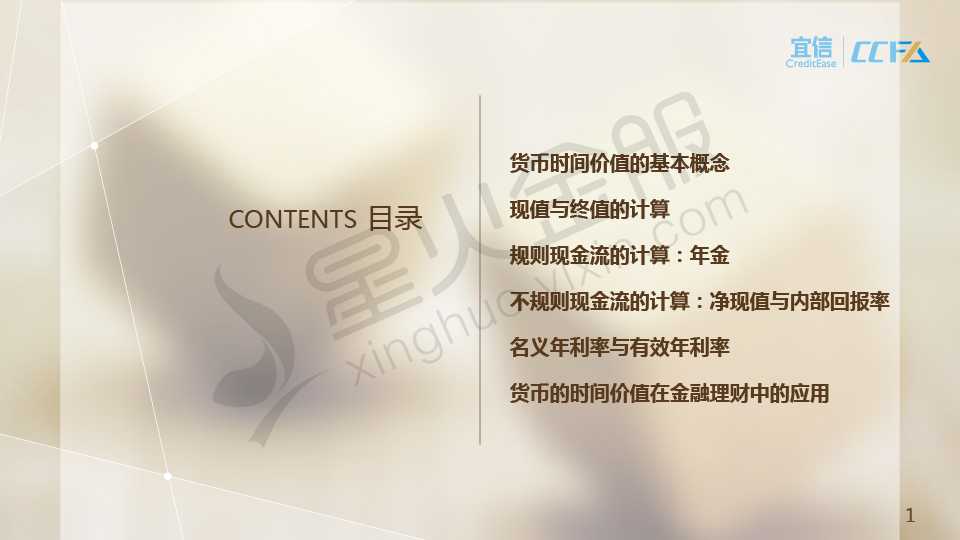 宜信
CreditEase
CCFA
货币时间价值的基本概念
现值与终值的计算
CONTENTS 目录
规则现金流的计算：年金
不规则现金流的计算：净现值与内部回报率
名义年利率与有效年利率
货币的时间价值在金融理财中的应用
星火金服
xinghuo.yixin.com
1